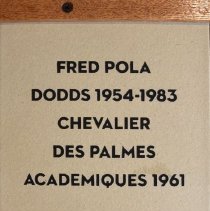 FRED POLA
DODDS 1954-1983
CHEVALIER
DES PALMES
ACADEMIQUES 1961